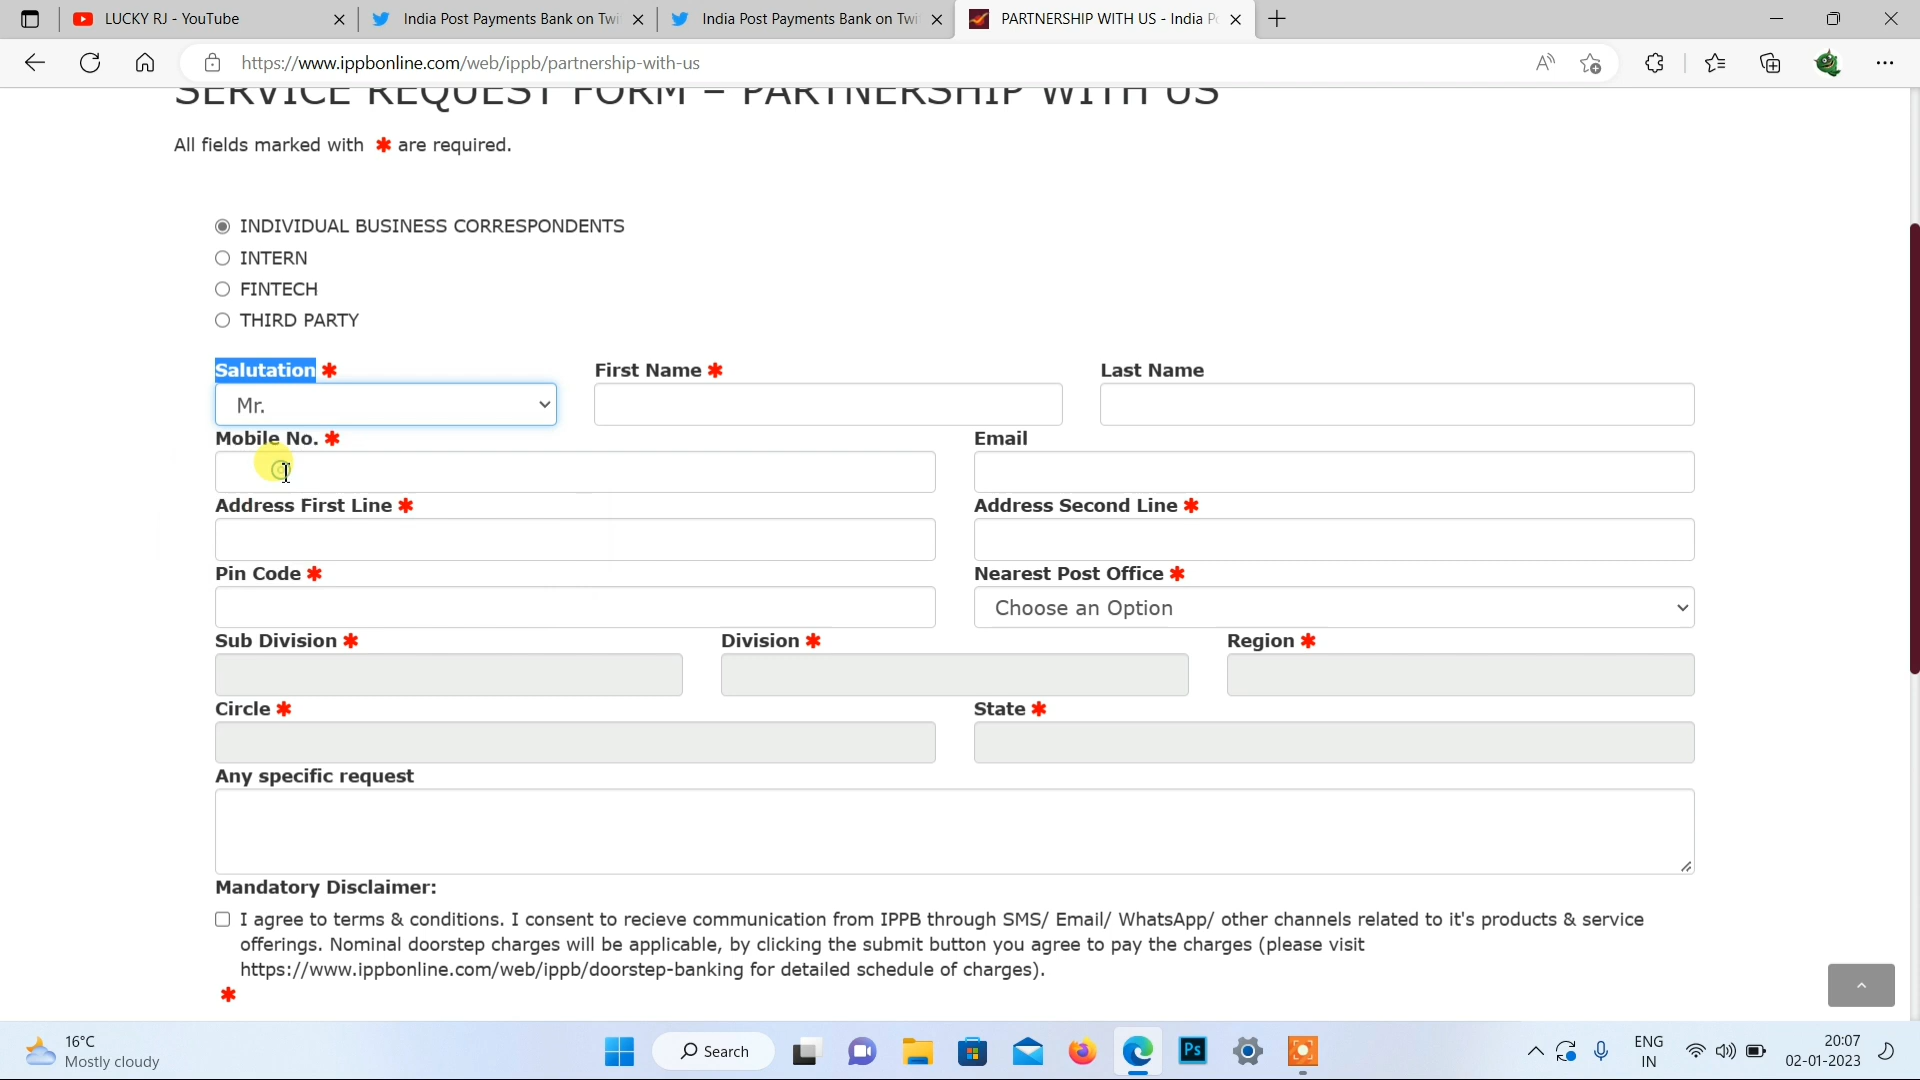 LUCKY RJ - YouTube
India Post Payments Bank on Twi
India Post Payments Bank on Twi
PARTNERSHIP WITH US - India P
https://www.ippbonline.com/web/ippb/partnership-with-us
SERVICE REQUEST FORM – PARTNERSHIP WITH US
All fields marked with * are required.
INDIVIDUAL BUSINESS CORRESPONDENTS
INTERN
FINTECH
THIRD PARTY
Salutation * First Name * Last Name
Mr.
Mobile No. * Email
Address First Line * Address Second Line *
Pin Code * Nearest Post Office *
Choose an Option
Sub Division * Division * Region *
Circle * State *
Any specific request
Mandatory Disclaimer:
I agree to terms & conditions. I consent to recieve communication from IPPB through SMS/ Email/ WhatsApp/ other channels related to it's products & service
offerings. Nominal doorstep charges will be applicable, by clicking the submit button you agree to pay the charges (please visit
https://www.ippbonline.com/web/ippb/doorstep-banking for detailed schedule of charges).
*
16°C
Mostly cloudy
Search
Ps
ENG
IN
20:07
02-01-2023